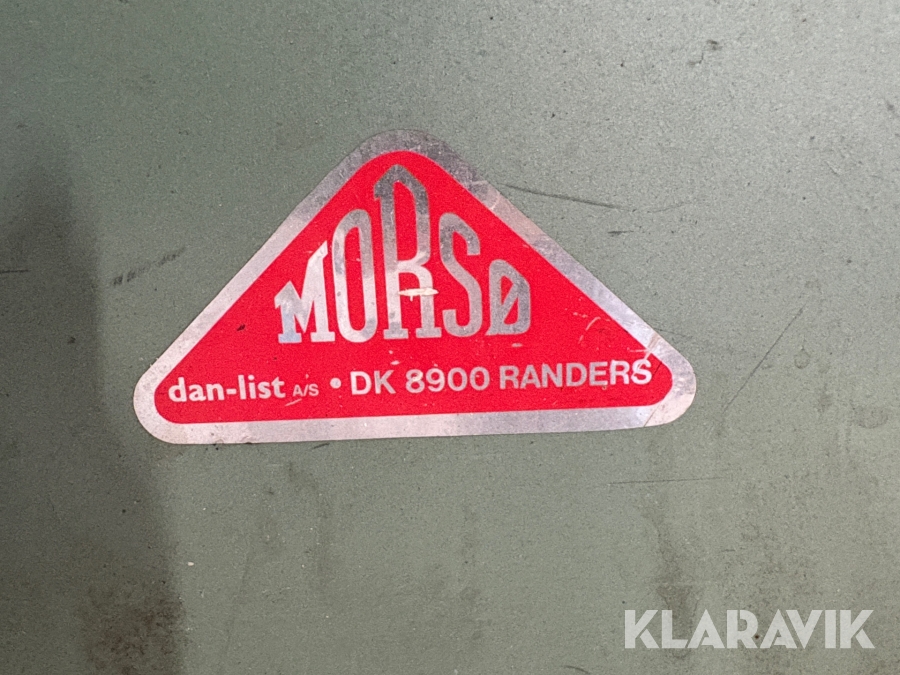 MORSØ
dan-list A/S • DK 8900 RANDERS
KLARAVIK